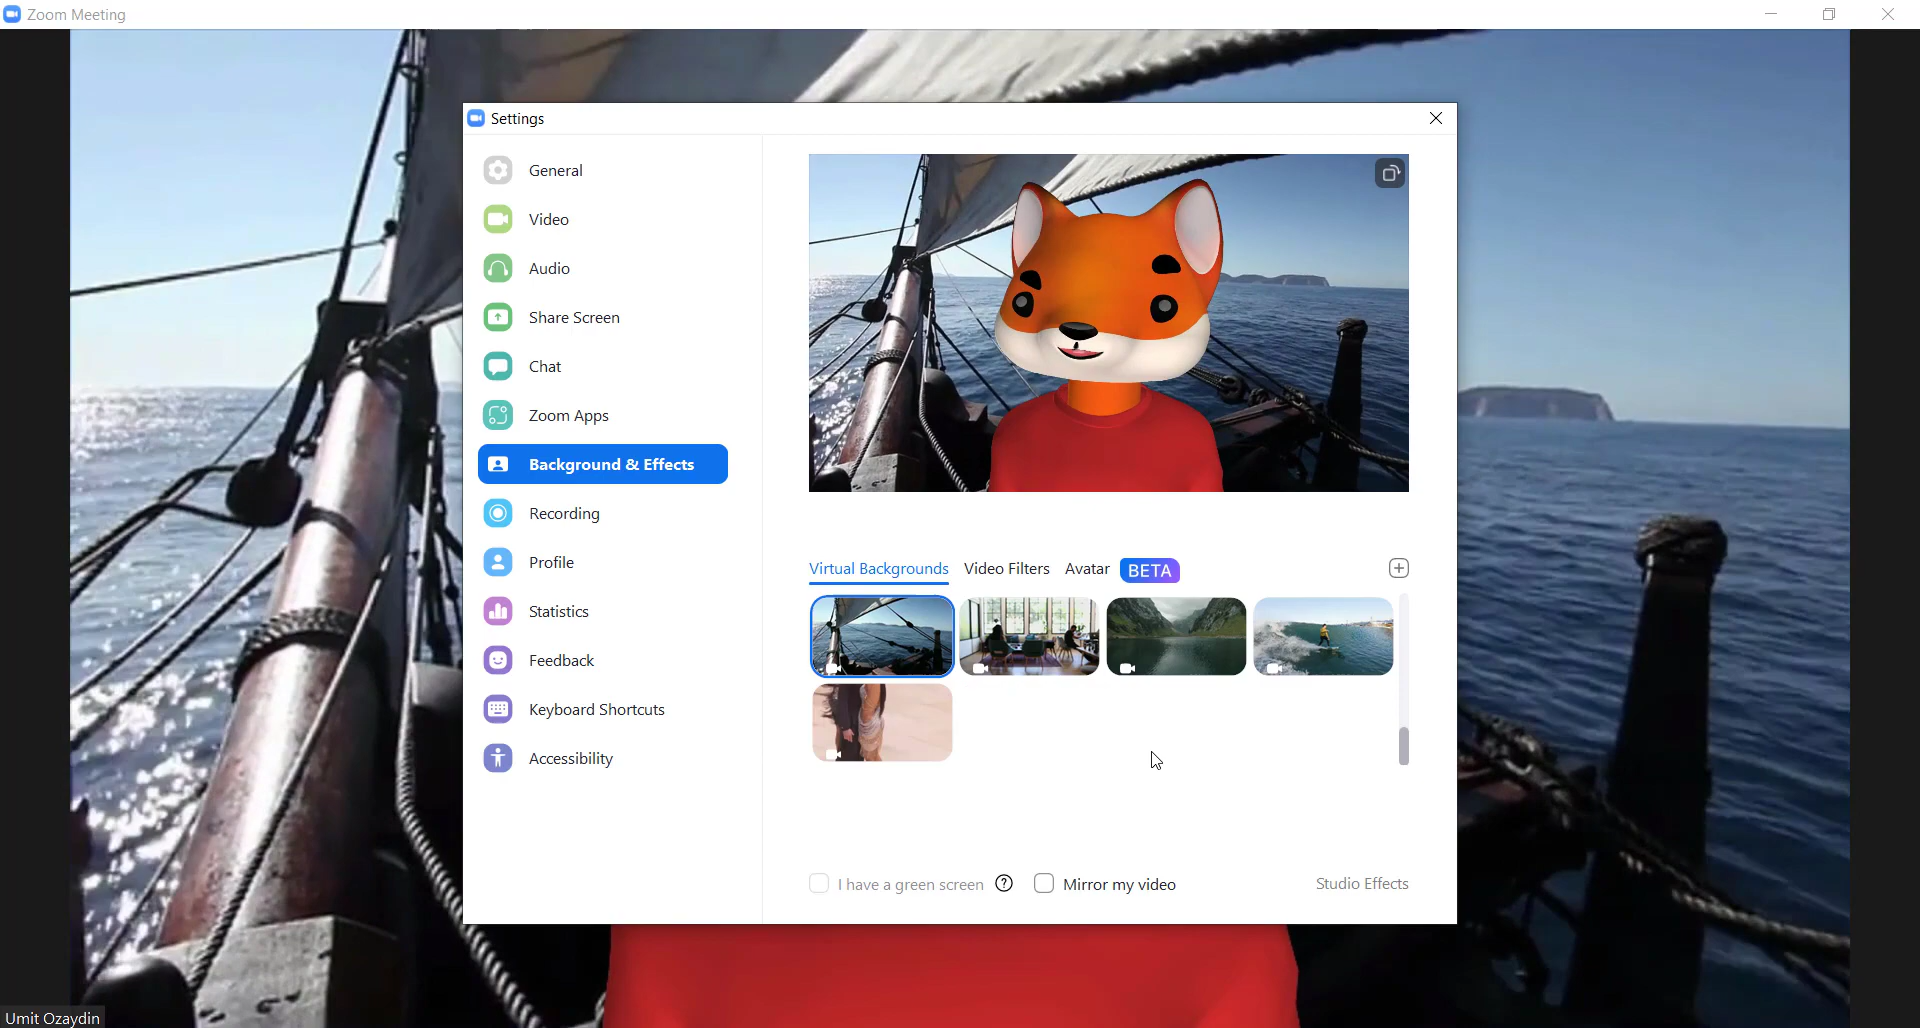 Zoom Meeting
Settings
General
Video
Audio
Share Screen
Chat
Zoom Apps
Background & Effects
Recording
Profile
Statistics
Feedback
Keyboard Shortcuts
Accessibility
Virtual Backgrounds Video Filters Avatar BETA
I have a green screen ? Mirror my video Studio Effects
Umit Ozaydin